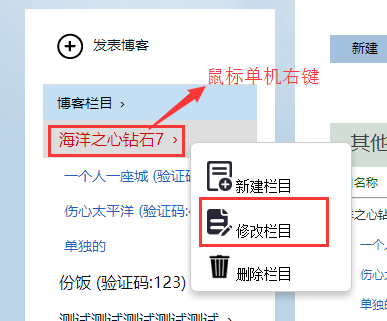 发表博客
鼠标单机右键
新建
博客栏目 ›
海洋之心钻石7 ›
其他
一个人一座城 (验证码
新建栏目
名称
伤心太平洋 (验证码:
修改栏目
之心钻
单独的
一个人
份饭 (验证码:123)
删除栏目
伤心太
测试测试测试测试测试 ›
单独的